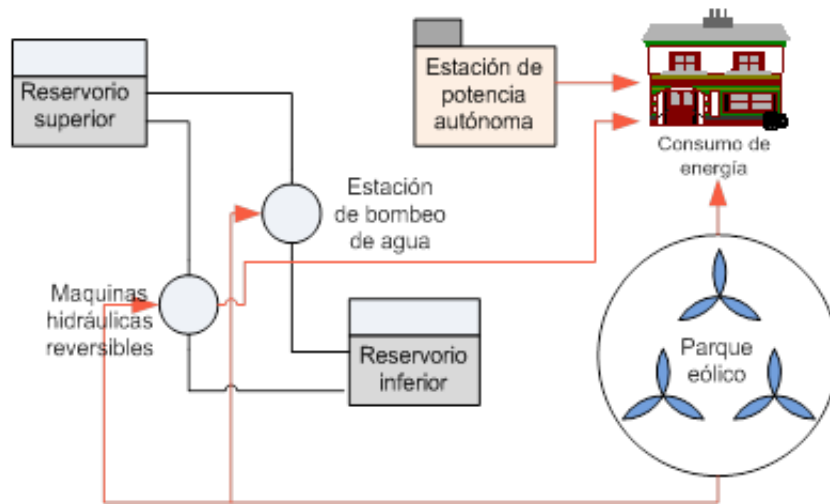 Reservorio
superior
Estación de
potencia
autónoma
Consumo de
energía
Estación
de bombeo
de agua
Maquinas
hidráulicas
reversibles
Reservorio
inferior
Parque
eólico